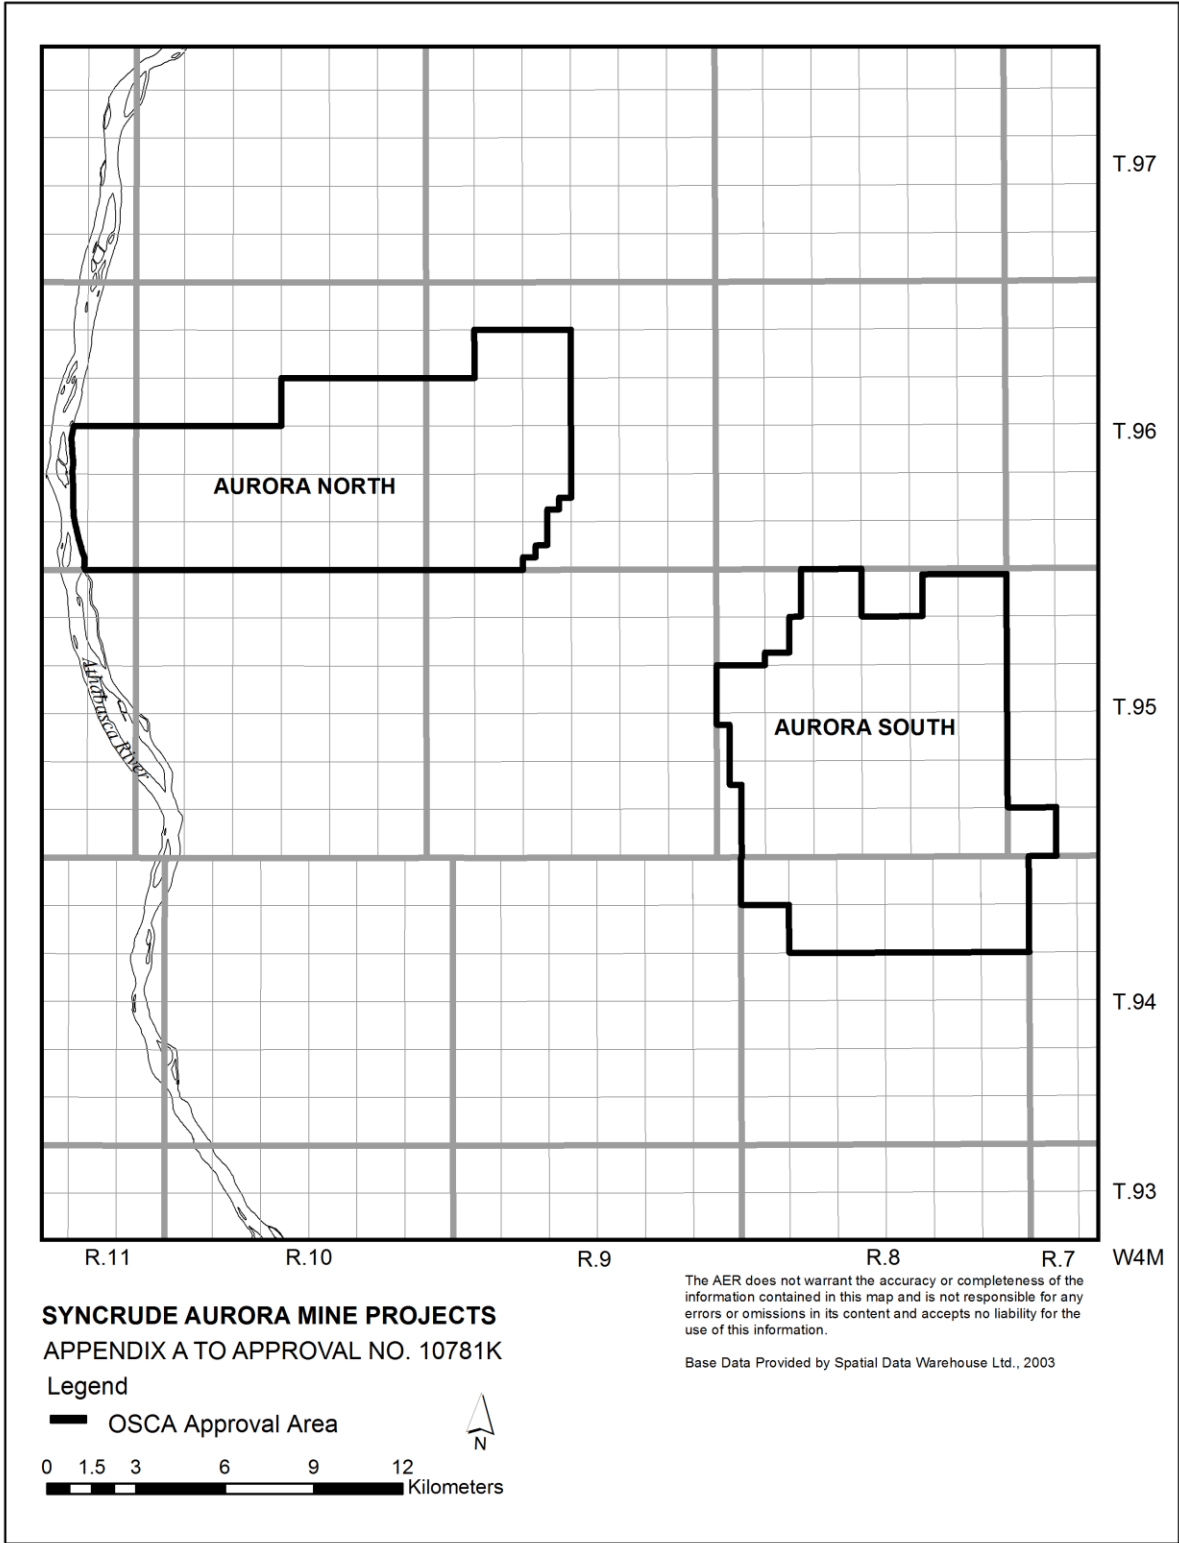 T.97
T.96
AURORA NORTH
T.95
AURORA SOUTH
Athabasca River
T.94
T.93
R.11
R.10
R.9
R.8
R.7
W4M
The AER does not warrant the accuracy or completeness of the
information contained in this map and is not responsible for any
errors or omissions in its content and accepts no liability for the
use of this information.
Base Data Provided by Spatial Data Warehouse Ltd., 2003
SYNCRUDE AURORA MINE PROJECTS
APPENDIX A TO APPROVAL NO. 10781K
Legend
OSCA Approval Area
N
0 1.5 3 6 9 12
Kilometers